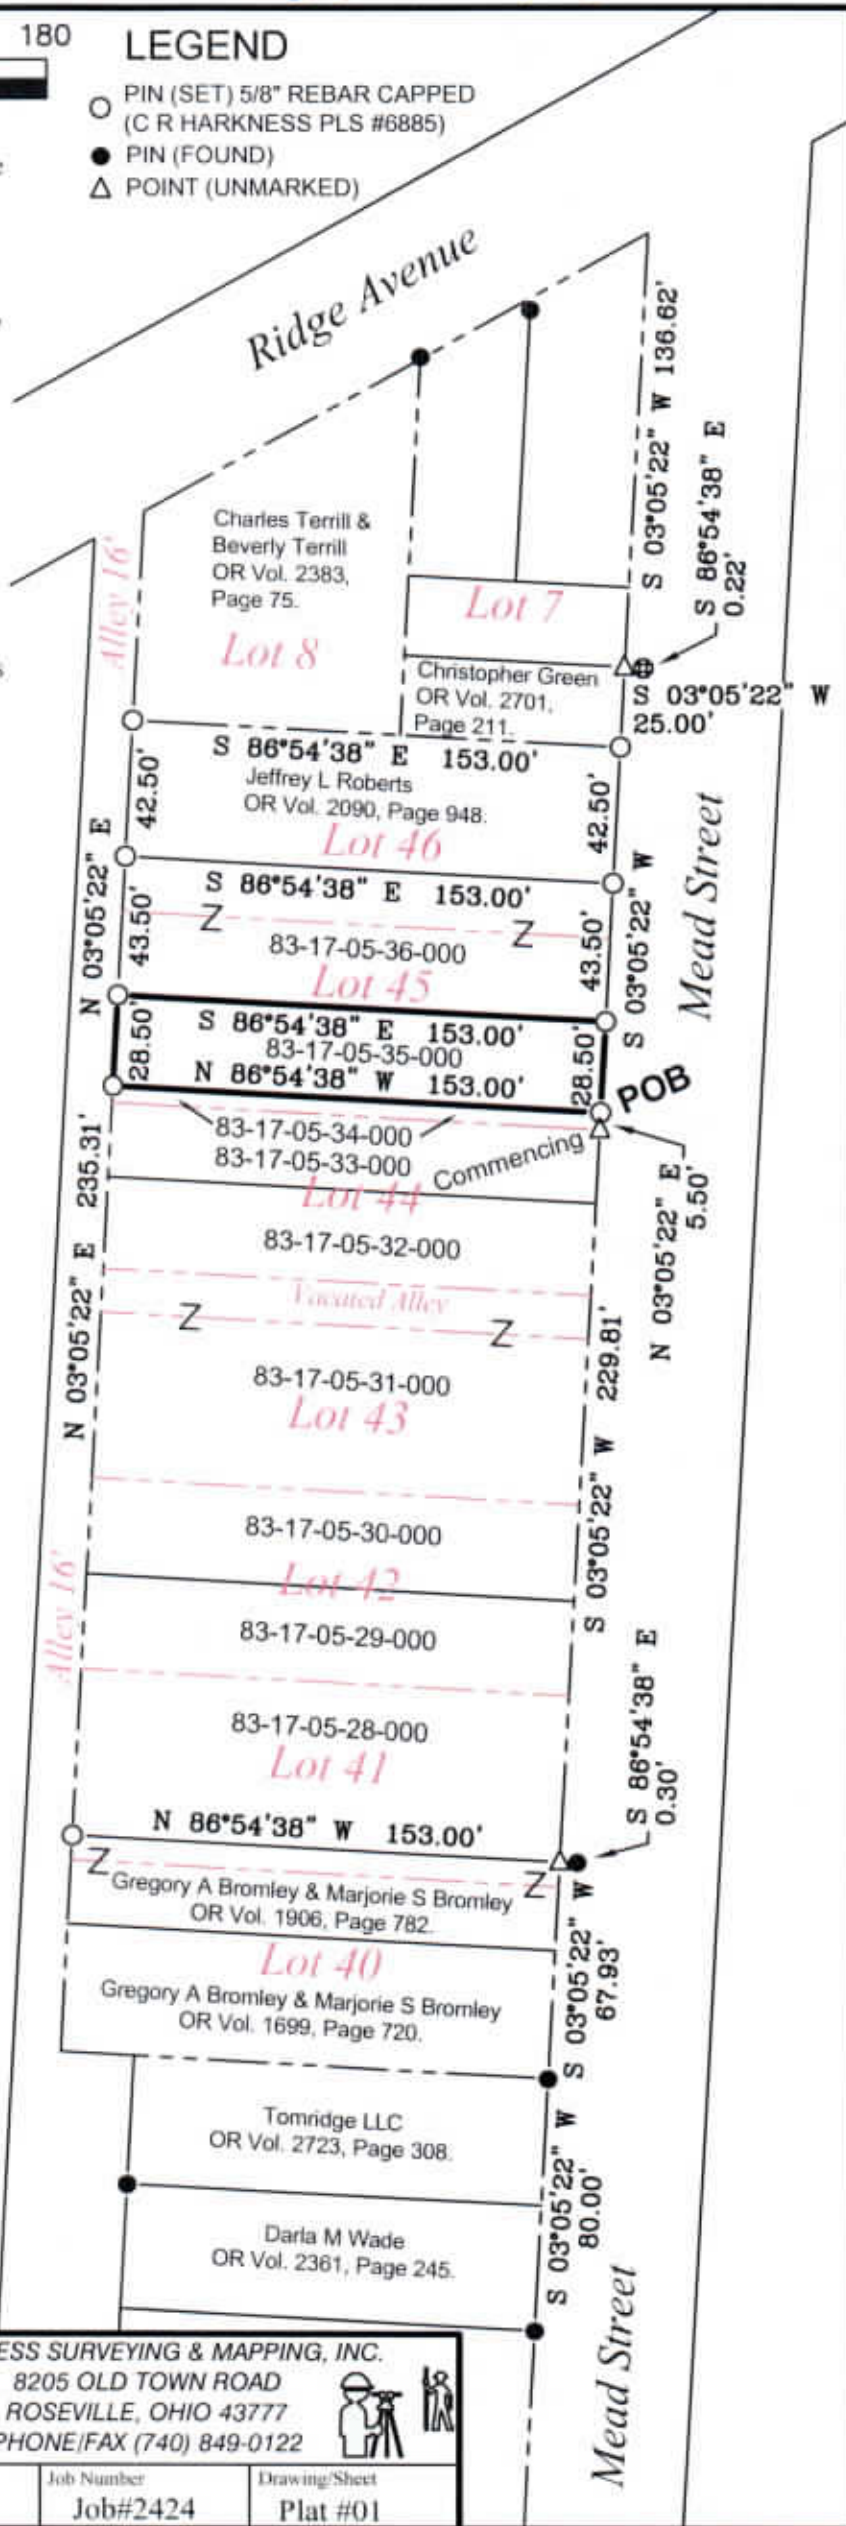 180
LEGEND
PIN (SET) 5/8" REBAR CAPPED
(C R HARKNESS PLS #6885)
PIN (FOUND)
POINT (UNMARKED)
Ridge Avenue
S 03°05'22" W 136.62'
S 86°54'38" E
0.22'
Charles Terrill &
Beverly Terrill
OR Vol. 2383,
Page 75.
Alley 16'
Lot 8
Lot 7
Christopher Green
OR Vol. 2701,
Page 211.
S 03°05'22" W
25.00'
S 86°54'38" E 153.00'
Jeffrey L Roberts
OR Vol. 2090, Page 948.
42.50'
42.50'
Lot 46
N 03°05'22" E
S 86°54'38" E 153.00'
S 03°05'22" W
Mead Street
Z
Z
43.50'
83-17-05-36-000
43.50'
Lot 45
S 86°54'38" E 153.00'
28.50'
83-17-05-35-000
28.50'
N 86°54'38" W 153.00'
POB
83-17-05-34-000
83-17-05-33-000
Commencing
N 03°05'22" E
5.50'
Lot 44
N 03°05'22" E 235.31'
83-17-05-32-000
Vacated Alley
Z
Z
S 03°05'22" W 229.81'
83-17-05-31-000
Lot 43
83-17-05-30-000
Lot 42
Alley 16'
83-17-05-29-000
83-17-05-28-000
Lot 41
S 86°54'38" E
0.30'
N 86°54'38" W 153.00'
Z
Z
Gregory A Bromley & Marjorie S Bromley
OR Vol. 1906, Page 782.
S 03°05'22" W
67.93'
Lot 40
Gregory A Bromley & Marjorie S Bromley
OR Vol. 1699, Page 720.
Tomridge LLC
OR Vol. 2723, Page 308.
S 03°05'22" W
80.00'
Darla M Wade
OR Vol. 2361, Page 245.
Mead Street
ESS SURVEYING & MAPPING, INC.
8205 OLD TOWN ROAD
ROSEVILLE, OHIO 43777
PHONE/FAX (740) 849-0122
Job Number
Job#2424
Drawing/Sheet
Plat #01